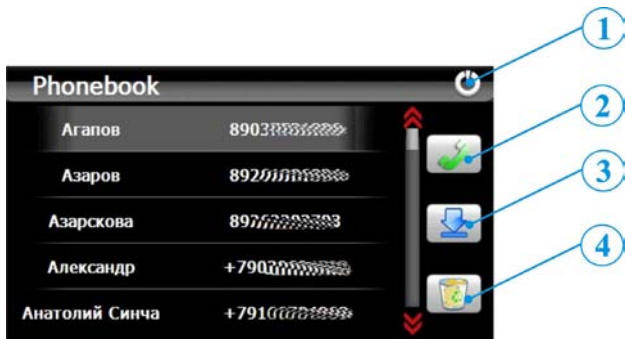 Phonebook
1
Агапов
2
Азаров
3
Азарскова
4
Александр
Анатолий Синча